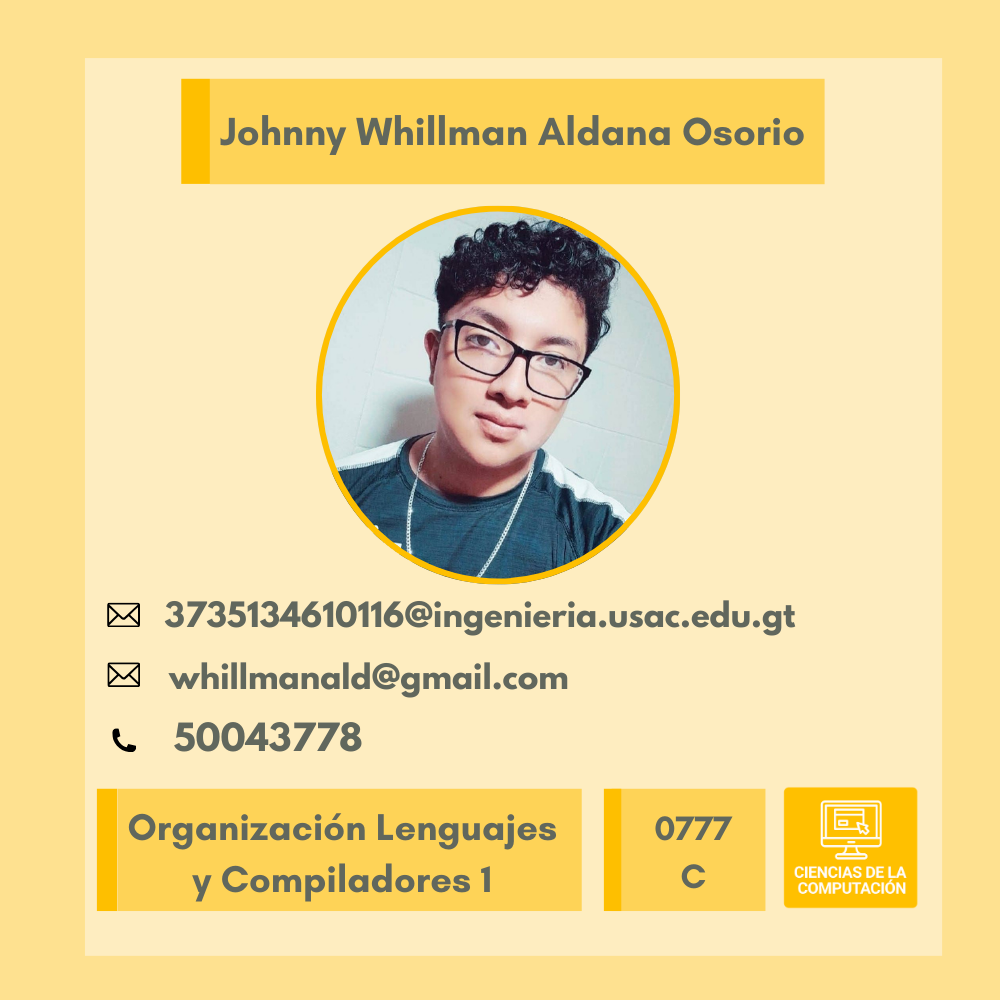 Johnny Whillman Aldana Osorio
3735134610116@ingenieria.usac.edu.gt
whillmanald@gmail.com
50043778
Organización Lenguajes
y Compiladores 1
0777
C
CIENCIAS DE LA
COMPUTACIÓN